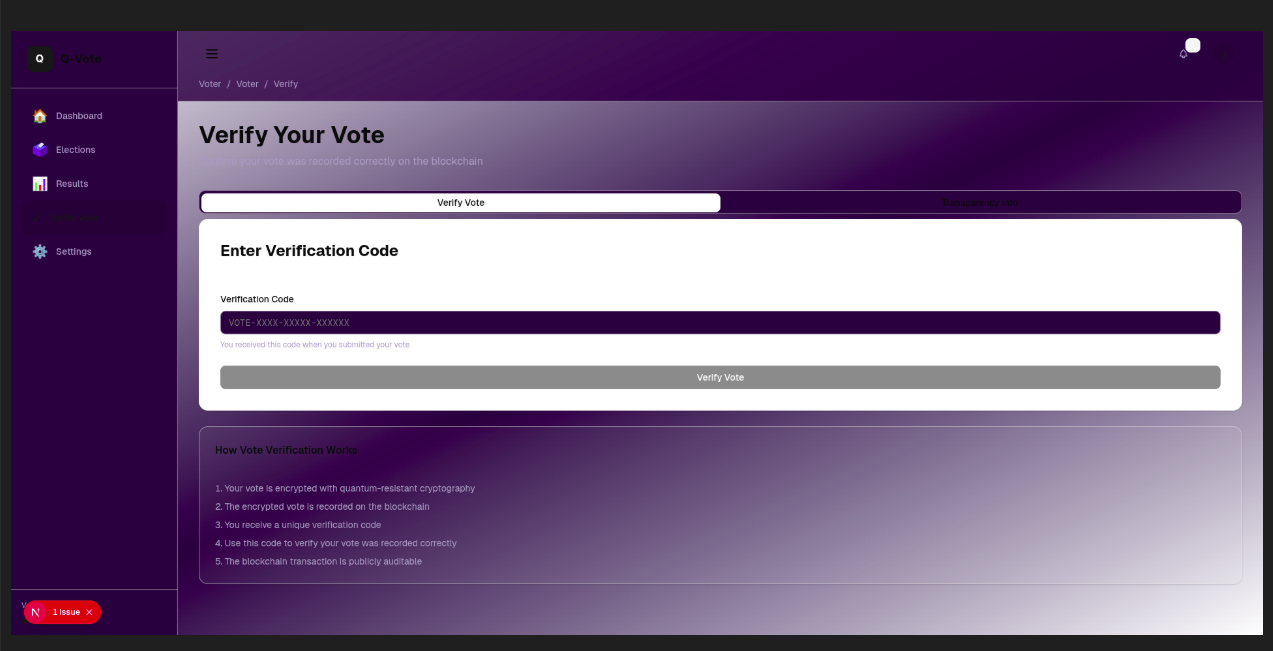 Q Q-Vote
Voter / Voter / Verify
Dashboard
Elections
Results
Settings
Verify Your Vote
your vote was recorded correctly on the blockchain
Verify Vote
Transparency Info
Enter Verification Code
Verification Code
VOTE-XXXX-XXXXX-XXXXXX
You received this code when you submitted your vote
Verify Vote
How Vote Verification Works
1. Your vote is encrypted with quantum-resistant cryptography
2. The encrypted vote is recorded on the blockchain
3. You receive a unique verification code
4. Use this code to verify your vote was recorded correctly
5. The blockchain transaction is publicly auditable
N 1 Issue